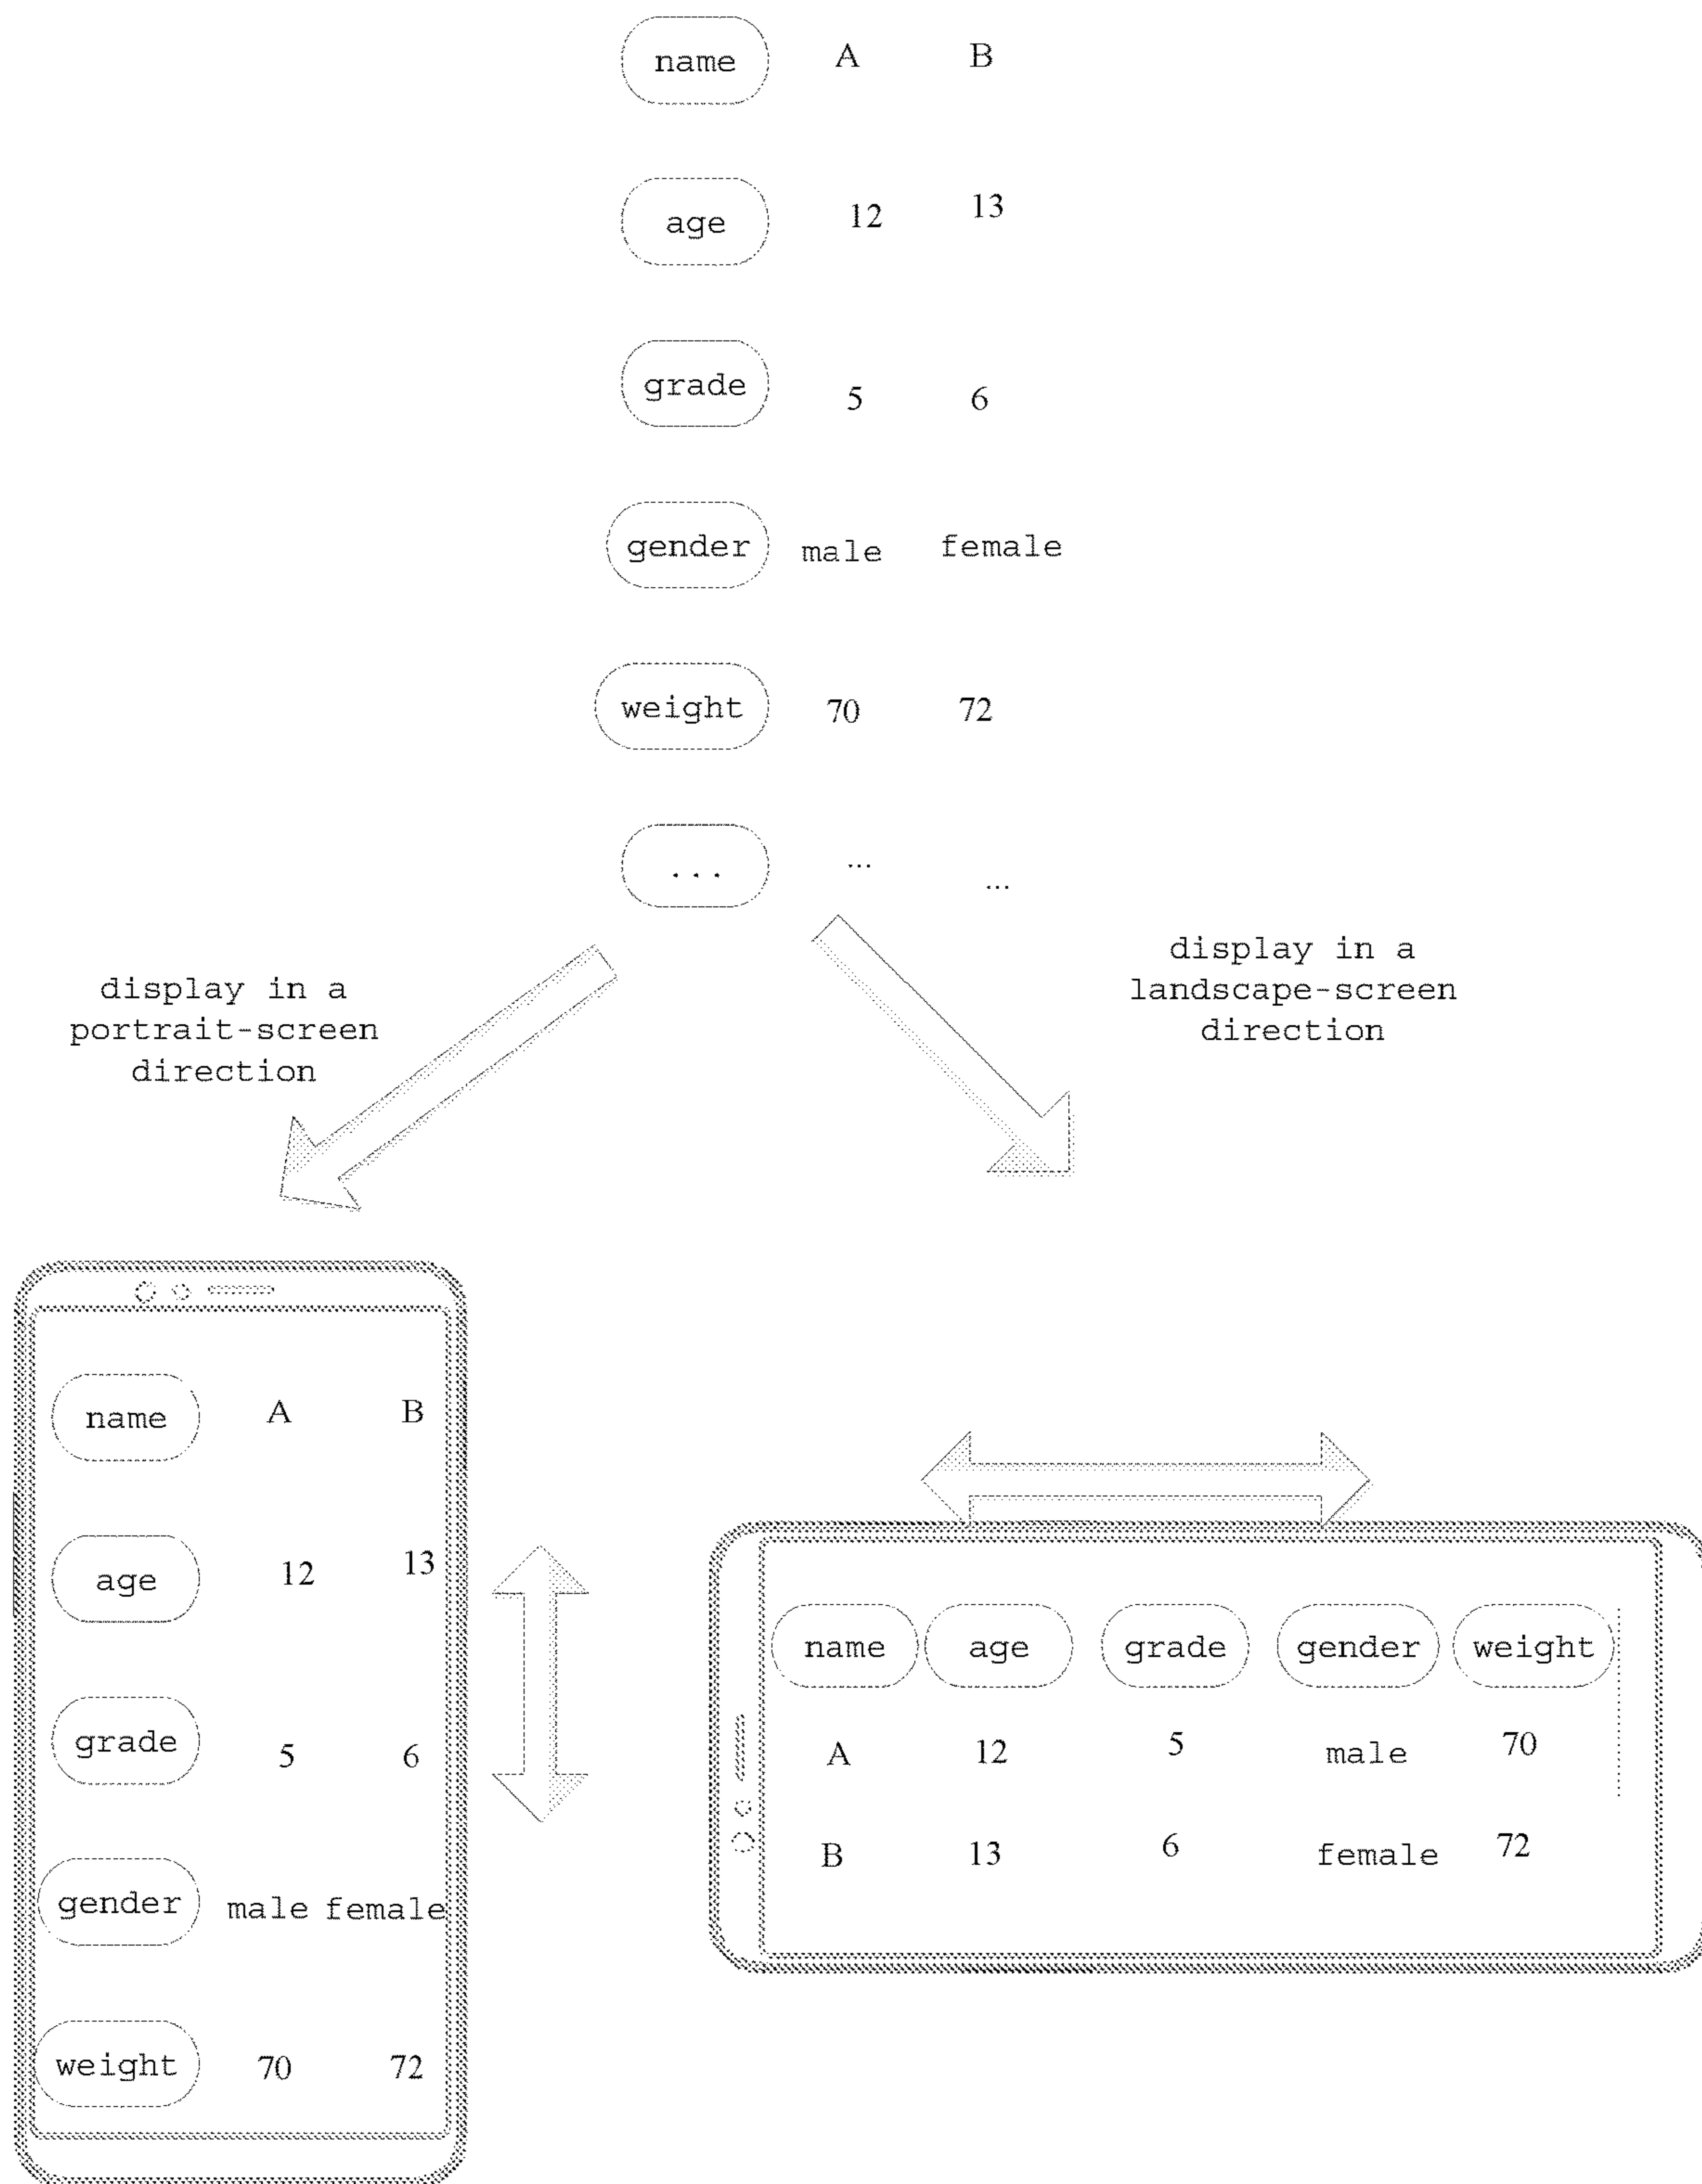 name A B
age 12 13
grade 5 6
gender male female
weight 70 72
... ... ...
display in a
portrait-screen
direction
display in a
landscape-screen
direction
name A B
age 12 13
grade 5 6
gender male female
weight 70 72
name age grade gender weight
A 12 5 male 70
B 13 6 female 72